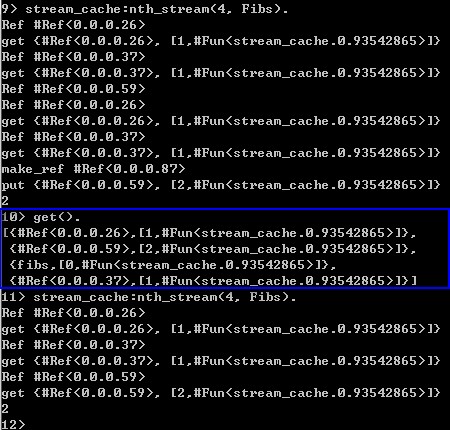 9> stream_cache:nth_stream(4, Fibs).
Ref #Ref<0.0.0.26>
get {#Ref<0.0.0.26>, [1,#Fun<stream_cache.0.93542865>]}
Ref #Ref<0.0.0.37>
get {#Ref<0.0.0.37>, [1,#Fun<stream_cache.0.93542865>]}
Ref #Ref<0.0.0.59>
Ref #Ref<0.0.0.26>
get {#Ref<0.0.0.26>, [1,#Fun<stream_cache.0.93542865>]}
Ref #Ref<0.0.0.37>
get {#Ref<0.0.0.37>, [1,#Fun<stream_cache.0.93542865>]}
make_ref #Ref<0.0.0.87>
put {#Ref<0.0.0.59>, [2,#Fun<stream_cache.0.93542865>]}
2
10> get().
[{#Ref<0.0.0.26>,[1,#Fun<stream_cache.0.93542865>]},
{#Ref<0.0.0.59>,[2,#Fun<stream_cache.0.93542865>]},
{fibs,[0,#Fun<stream_cache.0.93542865>]},
{#Ref<0.0.0.37>,[1,#Fun<stream_cache.0.93542865>]}]
11> stream_cache:nth_stream(4, Fibs).
Ref #Ref<0.0.0.26>
get {#Ref<0.0.0.26>, [1,#Fun<stream_cache.0.93542865>]}
Ref #Ref<0.0.0.37>
get {#Ref<0.0.0.37>, [1,#Fun<stream_cache.0.93542865>]}
Ref #Ref<0.0.0.59>
get {#Ref<0.0.0.59>, [2,#Fun<stream_cache.0.93542865>]}
2
12>